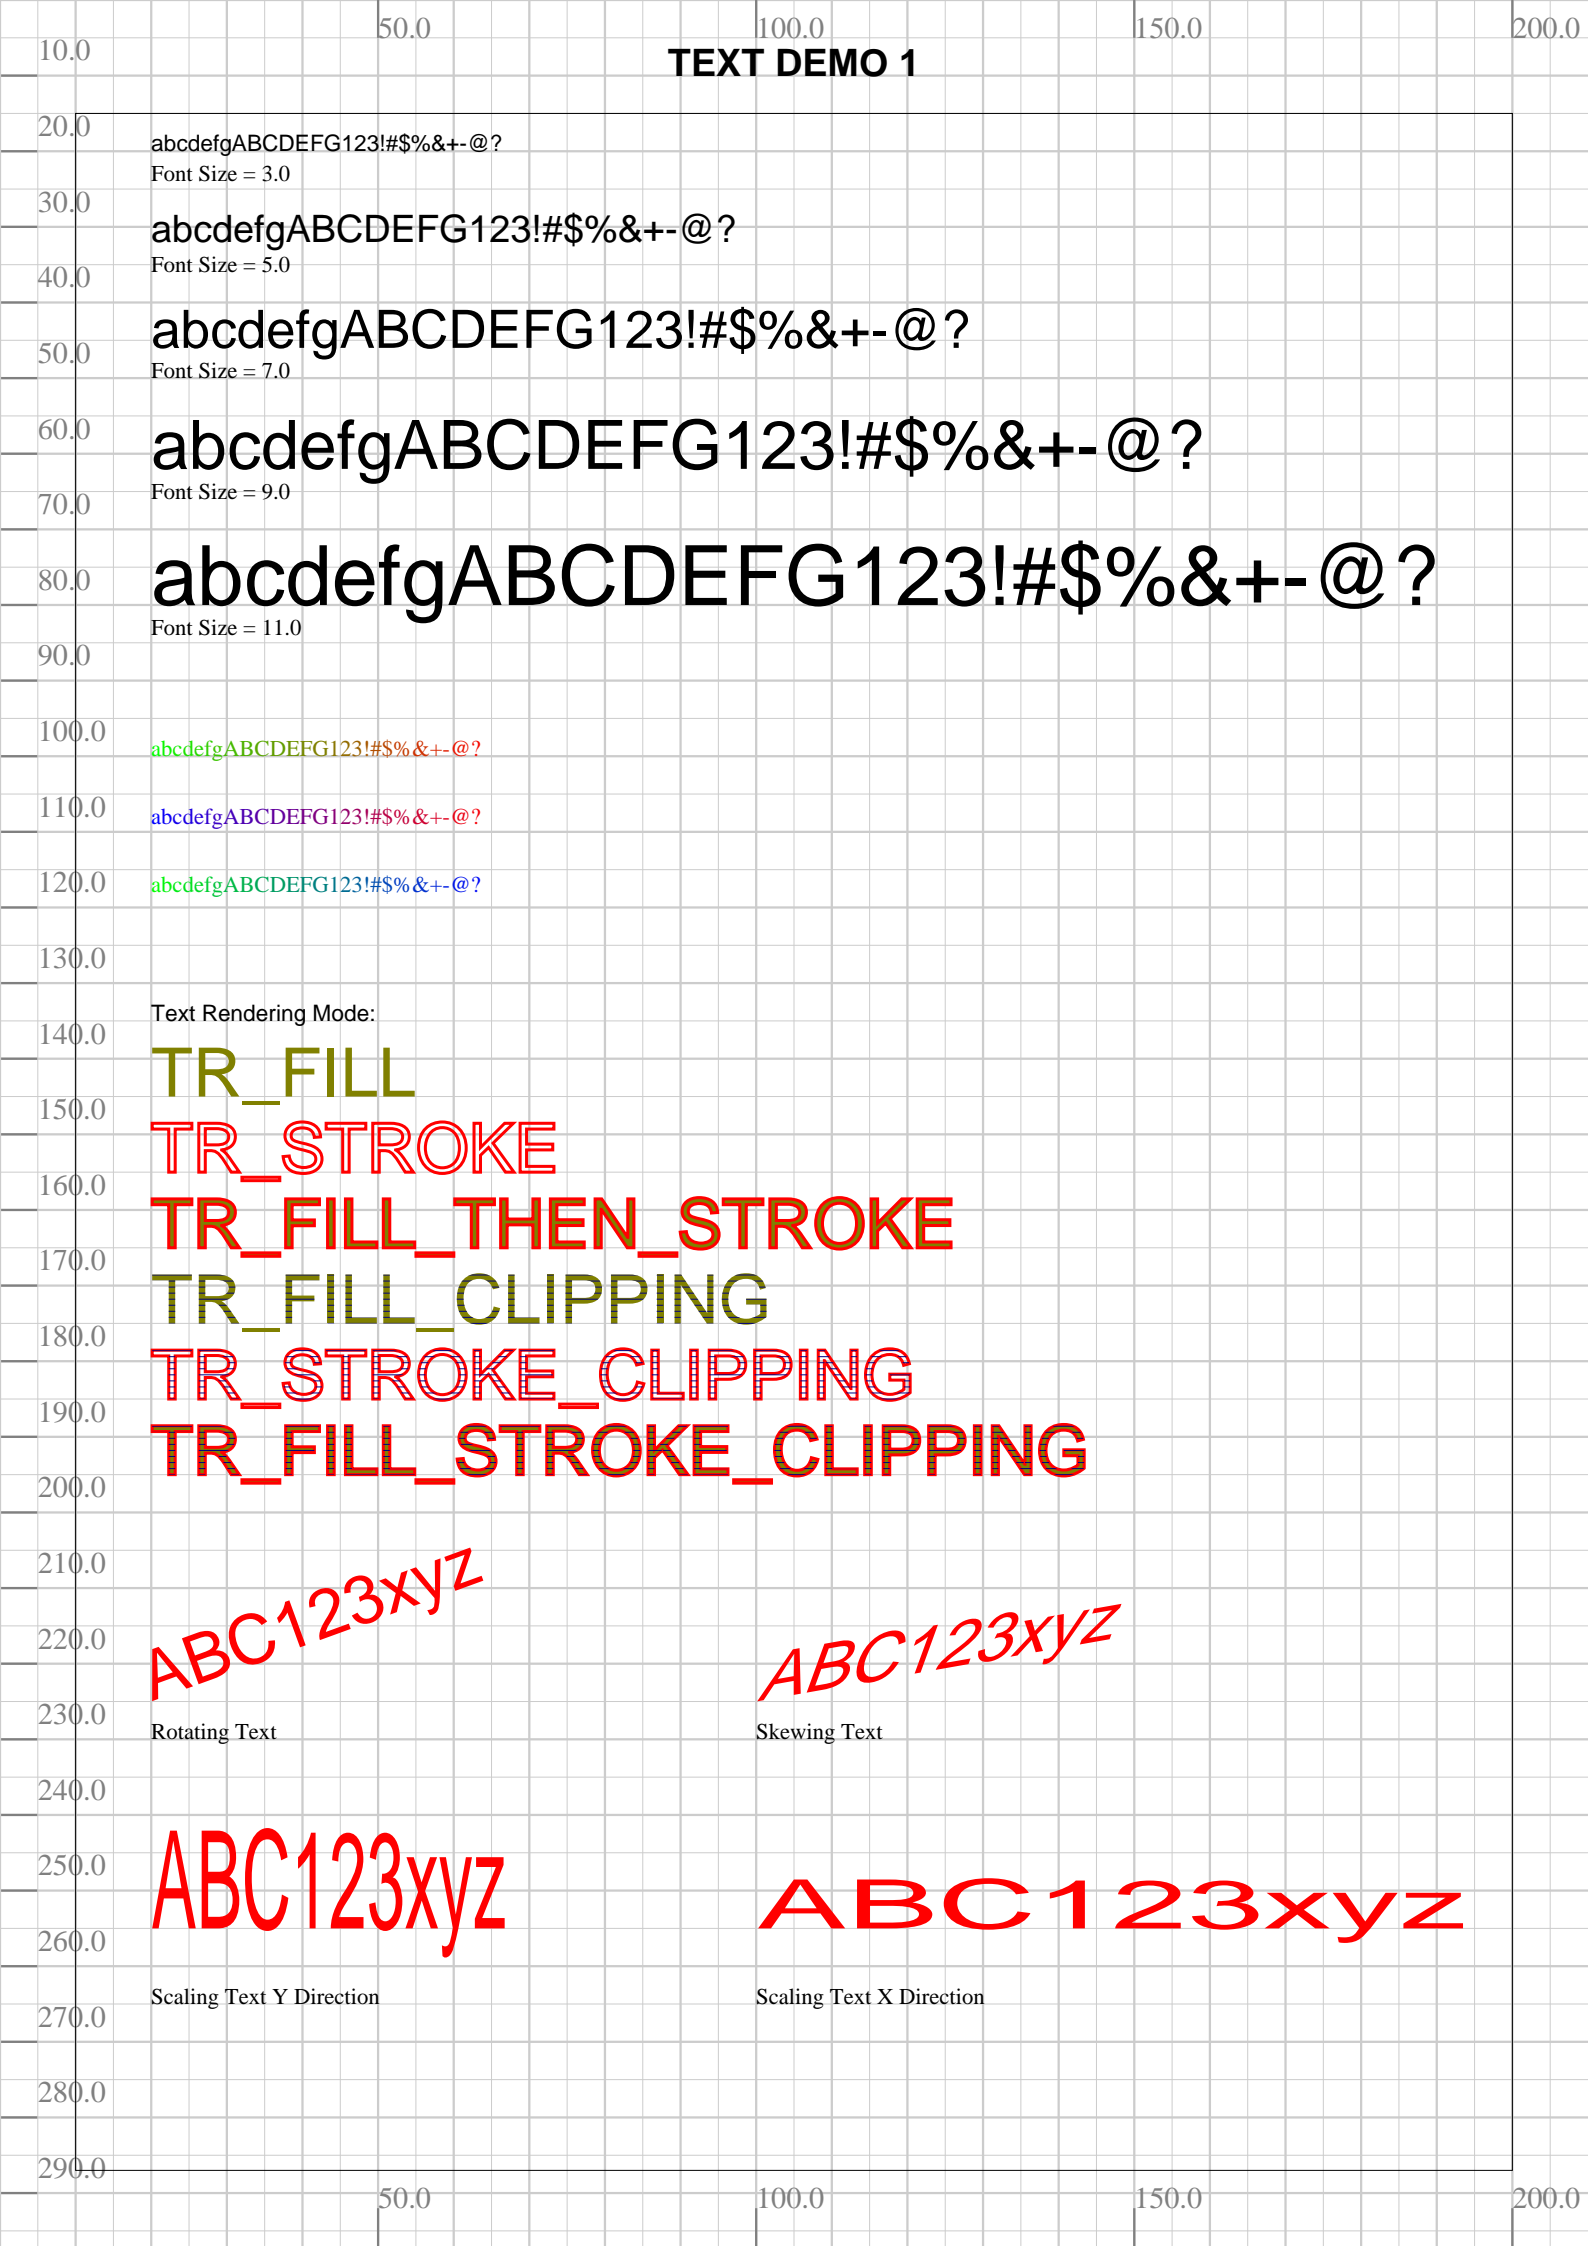 50.0 100.0 150.0 200.0
10.0
TEXT DEMO 1
20.0
abcdefgABCDEFG123!#$%&+-@?
Font Size = 3.0
30.0
abcdefgABCDEFG123!#$%&+-@?
Font Size = 5.0
40.0
abcdefgABCDEFG123!#$%&+-@?
50.0
Font Size = 7.0
60.0
abcdefgABCDEFG123!#$%&+-@?
Font Size = 9.0
70.0
abcdefgABCDEFG123!#$%&+-@?
80.0
Font Size = 11.0
90.0
100.0
abcdefgABCDEFG123!#$%&+-@?
110.0
abcdefgABCDEFG123!#$%&+-@?
120.0
abcdefgABCDEFG123!#$%&+-@?
130.0
Text Rendering Mode:
140.0
TR_FILL
150.0
TR_STROKE
160.0
TR_FILL_THEN_STROKE
170.0
TR_FILL_CLIPPING
180.0
TR_STROKE_CLIPPING
190.0
TR_FILL_STROKE_CLIPPING
200.0
210.0
ABC123xyz ABC123xyz
220.0
230.0
Rotating Text Skewing Text
240.0
250.0
ABC123xyz ABC123xyz
260.0
Scaling Text Y Direction Scaling Text X Direction
270.0
280.0
290.0
50.0 100.0 150.0 200.0